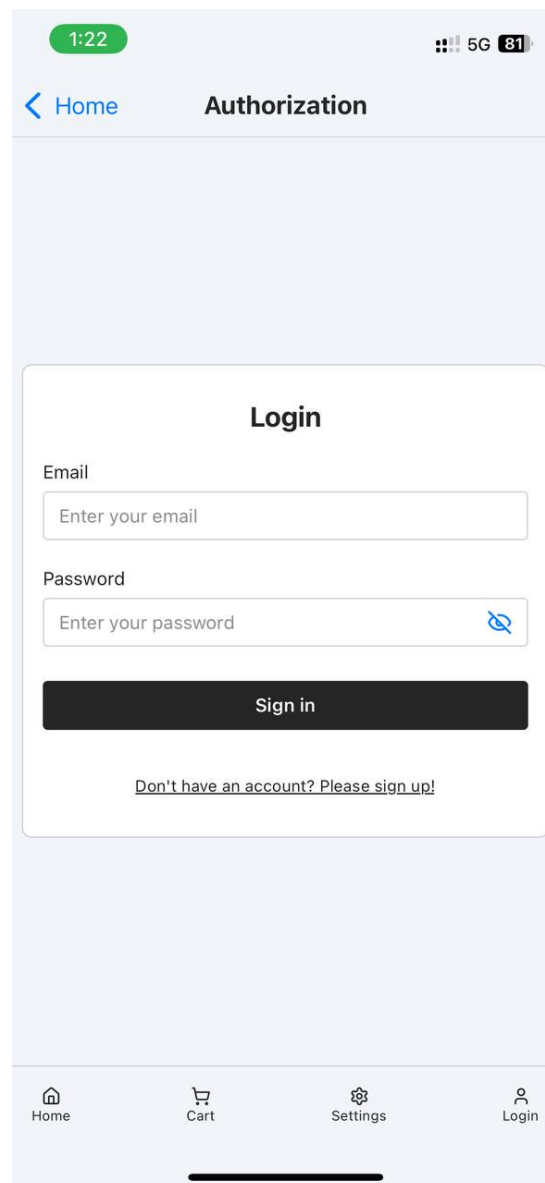 1:22
5G 81
Home
Authorization
Login
Email
Enter your email
Password
Enter your password
Sign in
Don't have an account? Please sign up!
Home
Cart
Settings
Login